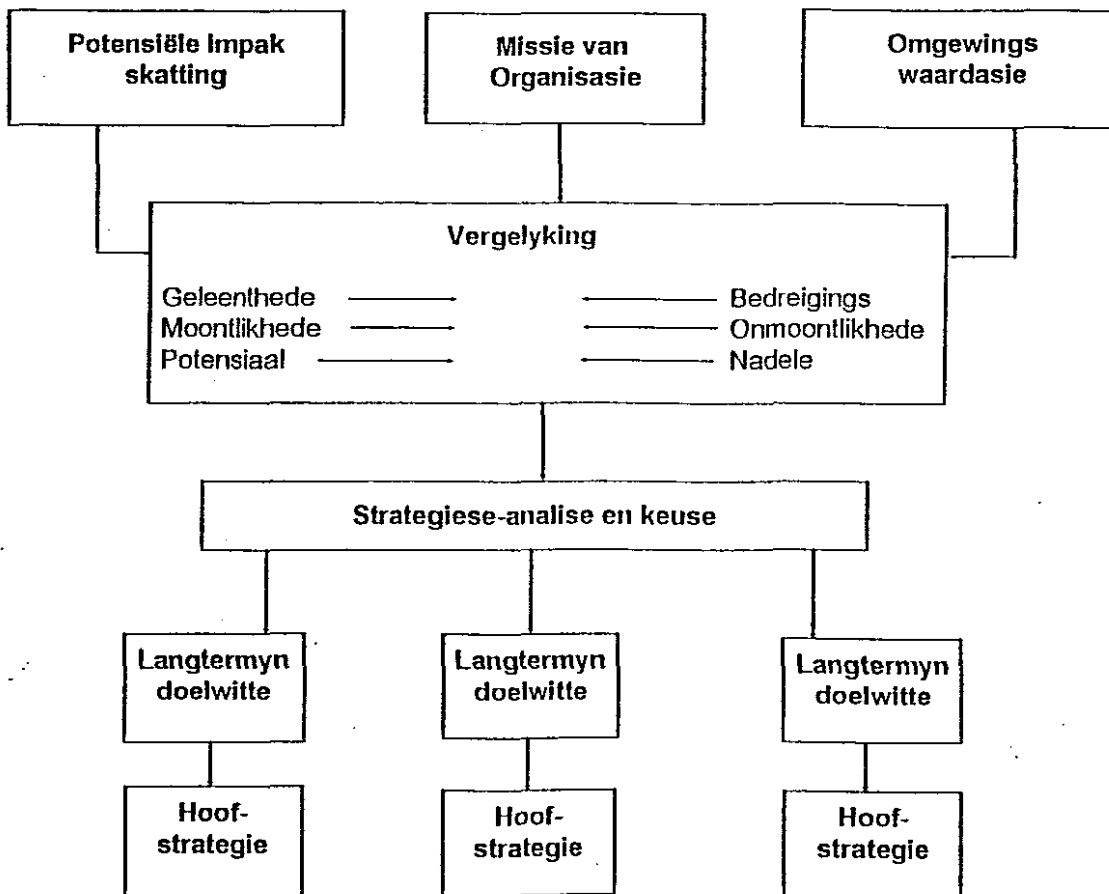 Potensiële Impak
skatting
Missie van
Organisasie
Omgewings
waardasie
Vergelyking
Geleenthede
Bedreigings
Moontlikhede
Onmoontlikhede
Potensiaal
Nadele
Strategiese-analise en keuse
Langtermyn
doelwitte
Langtermyn
doelwitte
Langtermyn
doelwitte
Hoof-
strategie
Hoof-
strategie
Hoof-
strategie